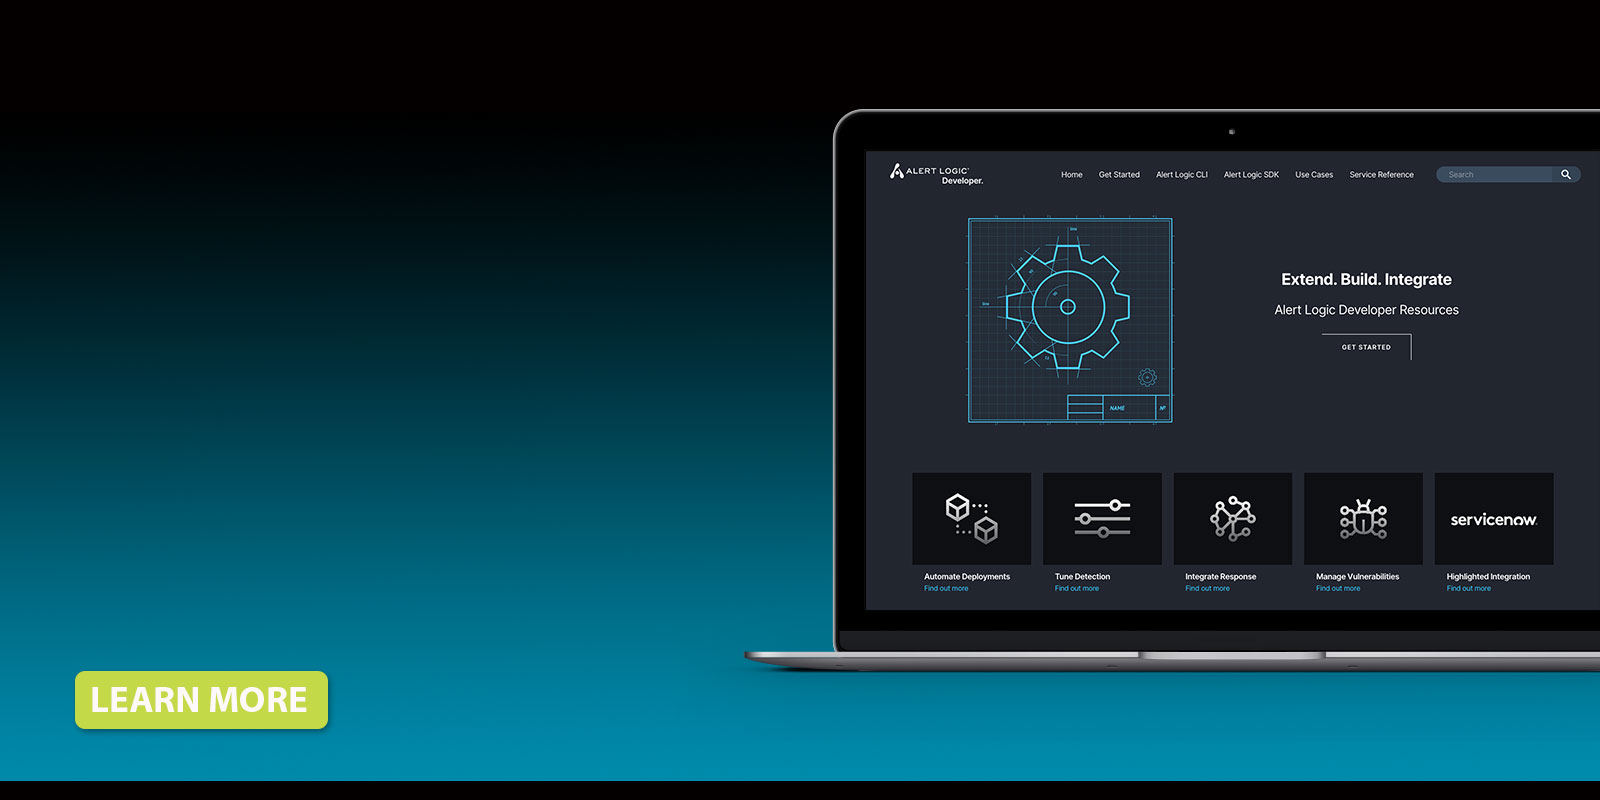 ALERT LOGIC®
Developer.
Home Get Started Alert Logic CLI Alert Logic SDK Use Cases Service Reference Search
Extend. Build. Integrate
Alert Logic Developer Resources
GET STARTED
NAME Nº
servicenow.
Automate Deployments Tune Detection Integrate Response Manage Vulnerabilities Highlighted Integration
Find out more Find out more Find out more Find out more Find out more
LEARN MORE